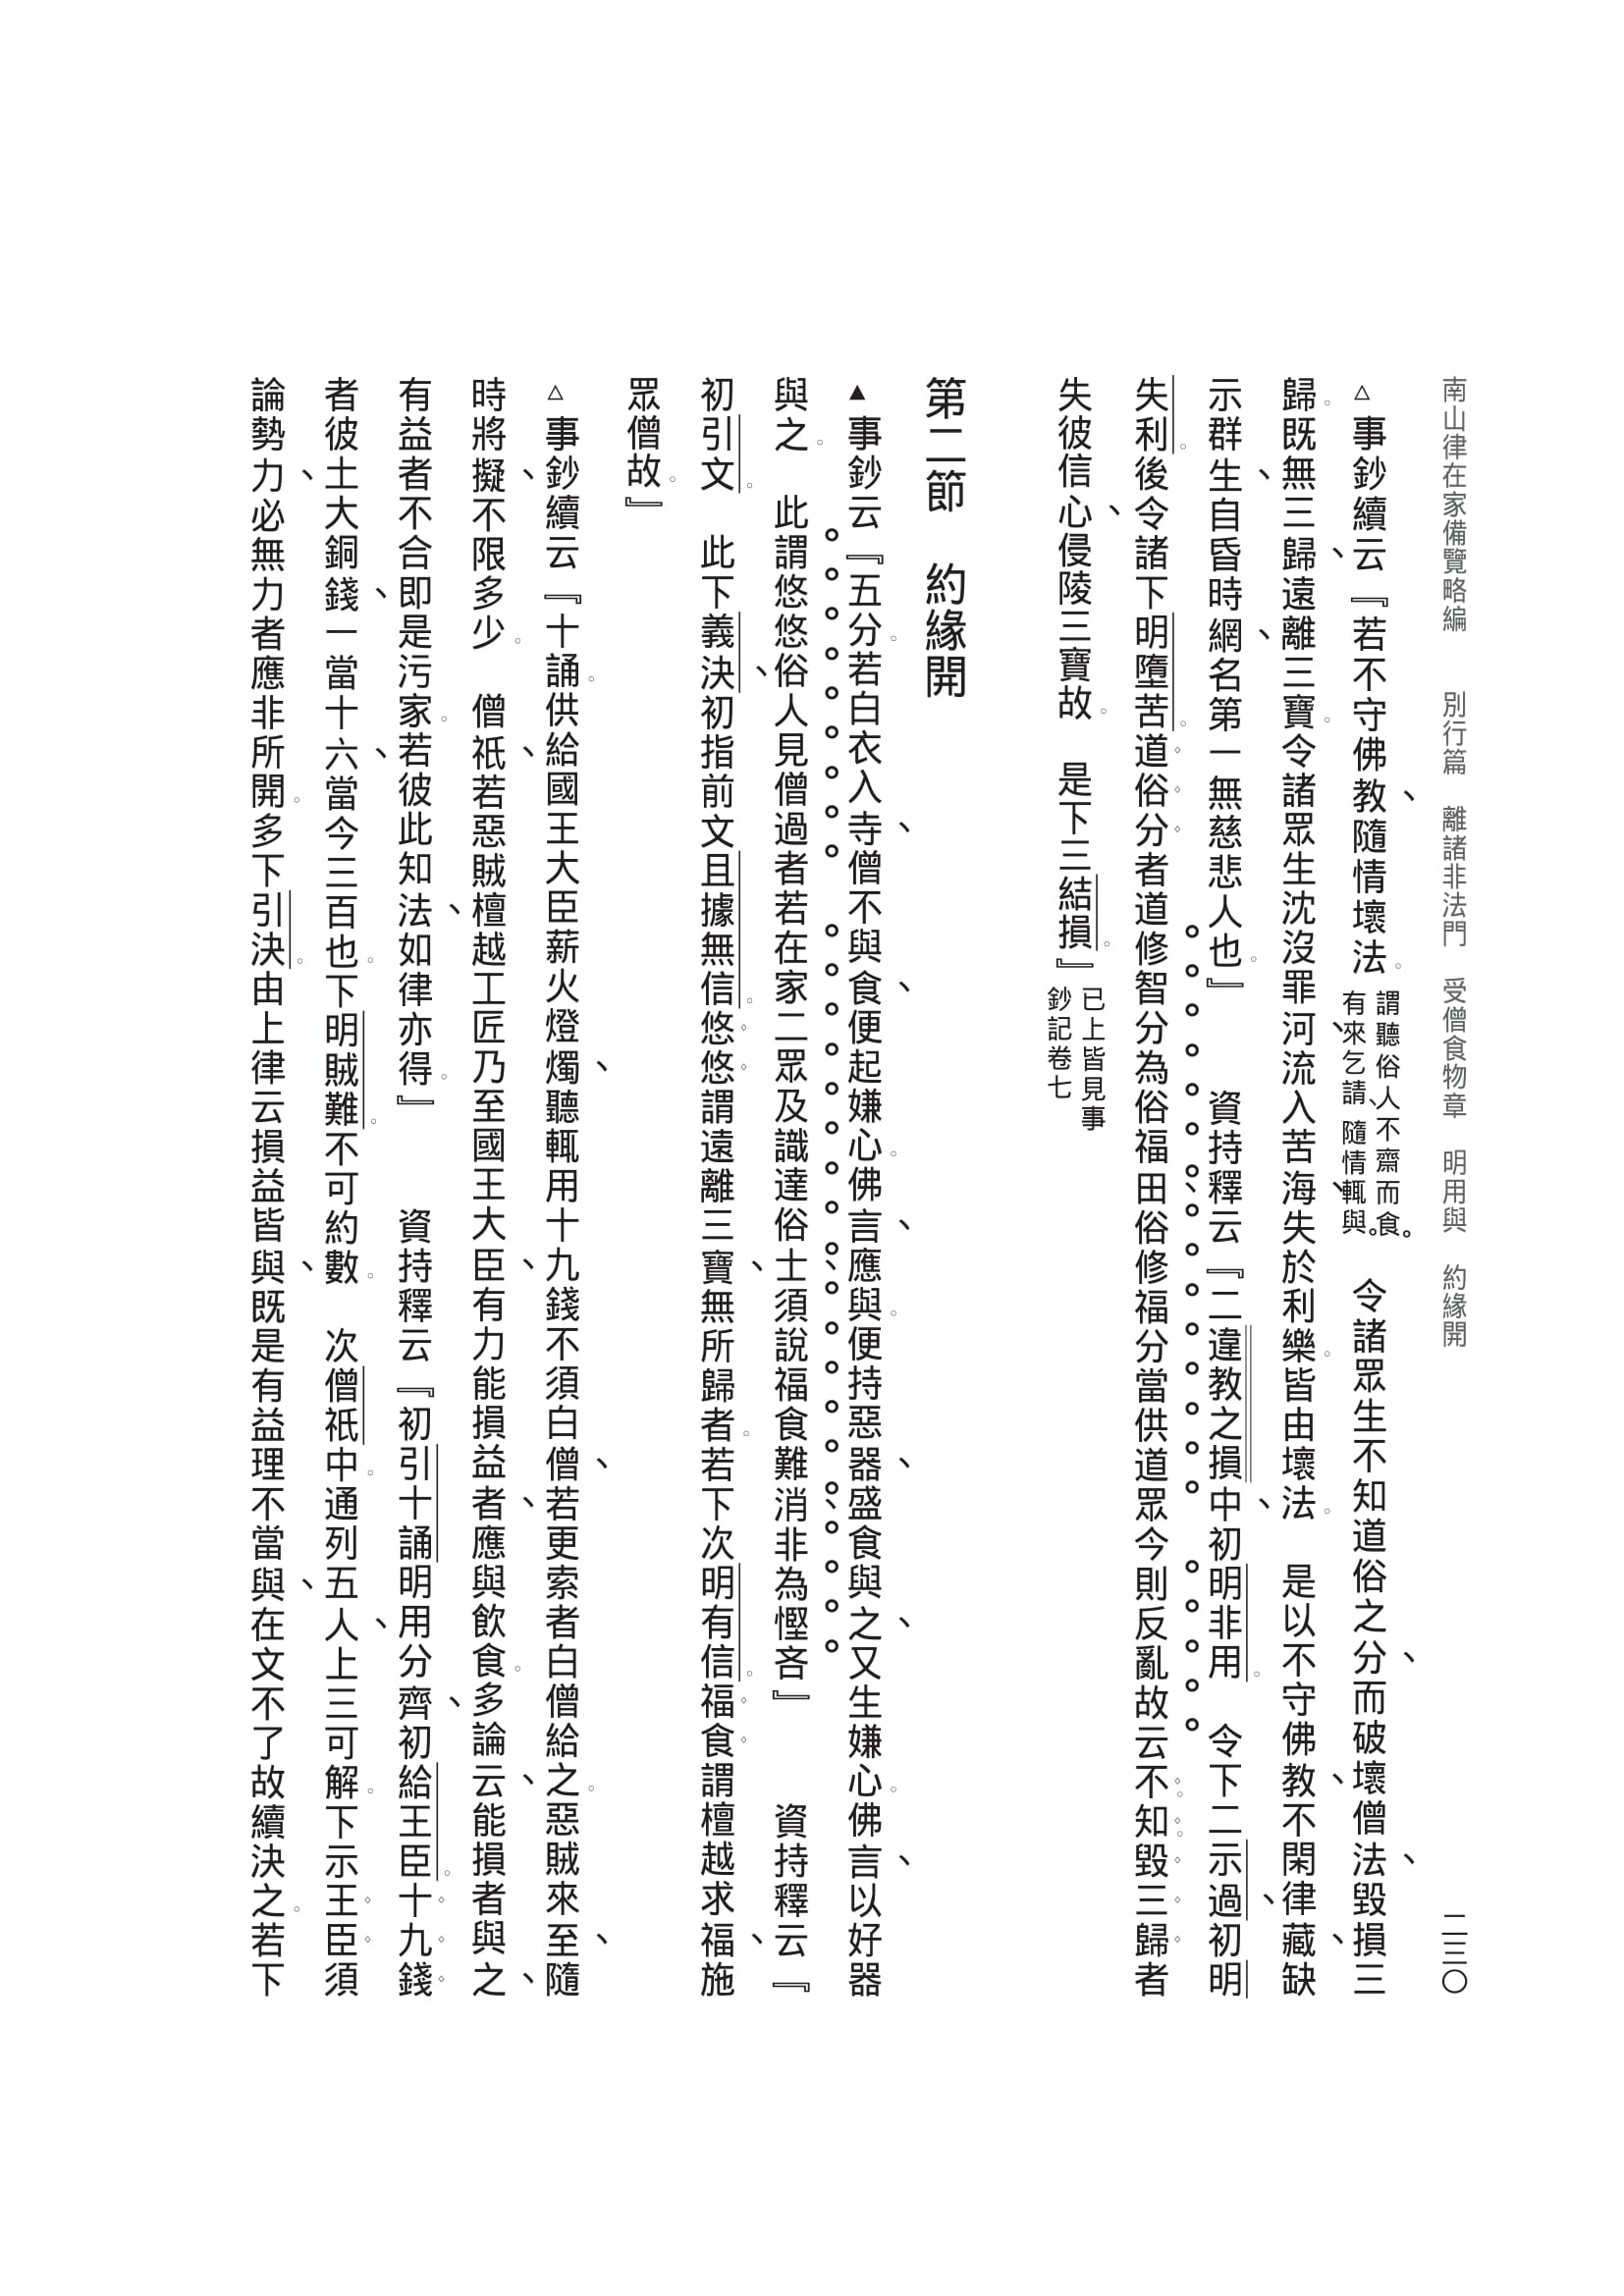 南山律在家備覽略編　別行篇　離諸非法門　受僧食物章　明用與　約緣開　二三〇
△事鈔續云『若不守佛教、隨情壞法。謂聽俗人不齋而食。有來乞請、隨情輒與。　令諸眾生不知道俗之分、而破壞僧法、毀損三
歸。既無三歸、遠離三寶。令諸眾生沈沒罪河、流入苦海、失於利樂。皆由壞法。　是以不守佛教、不閑律藏、缺
示群生、自昏時網、名第一無慈悲人也。』　　資持釋云『二違教之損中、初明非用。　令下二示過、初明
失利。後令諸下明墮苦。道俗分者道修智分為俗福田俗修福分當供道眾今則反亂故云不知。毀三歸者
失彼信心、侵陵三寶故。　是下三結損。』已上皆見事鈔記卷七
第二節　約緣開
▲事鈔云『五分。若白衣入寺、僧不與食、便起嫌心。佛言、應與。便持惡器、盛食與之、又生嫌心。佛言、以好器
與之。　此謂悠悠俗人見僧過者若在家二眾及識達俗士須說福食難消非為慳吝』　　資持釋云『
初引文。　此下義決、初指前文且據無信。悠悠謂遠離三寶、無所歸者。若下次明有信。福食謂檀越求福、施
眾僧故。』
△事鈔續云『十誦。供給國王大臣薪火燈燭、聽輒用十九錢不須白僧、若更索者白僧給之。惡賊來至、隨
時將擬、不限多少。　僧祇、若惡賊檀越工匠乃至國王大臣、有力能損益者、應與飲食。多論云、能損者與之、
有益者不合即是污家。若彼此知法、如律亦得。』　　資持釋云『初引十誦明用分齊、初給王臣。十九錢
者彼土大銅錢、一當十六、當今三百也。下明賊難。不可約數。　次僧祇中。通列五人、上三可解。下示王臣須
論勢力、必無力者應非所開。多下引決。由上律云損益皆與、既是有益理不當與、在文不了故續決之。若下